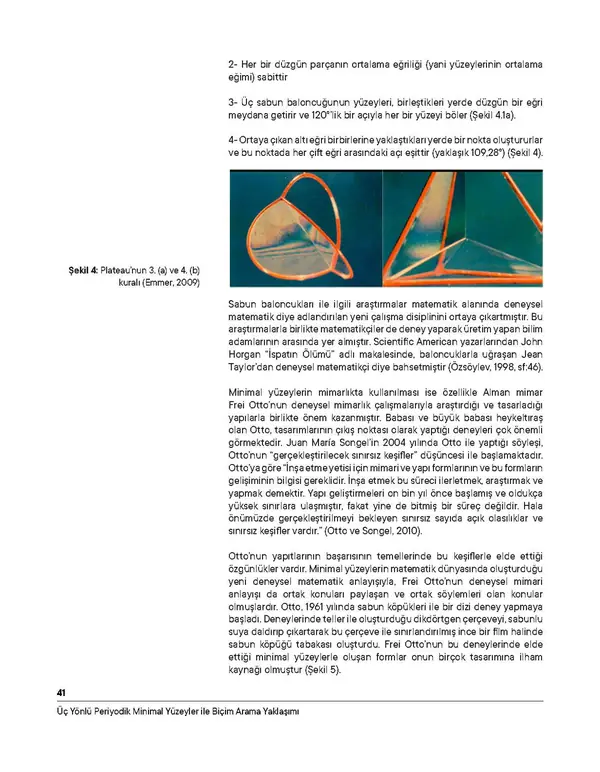 2- Her bir düzgün parçanın ortalama eğriliği (yani yüzeylerinin ortalama
eğimi) sabittir
3- Üç sabun baloncuğunun yüzeyleri, birleştikleri yerde düzgün bir eğri
meydana getirir ve 120°'lik bir açıyla her bir yüzeyi böler (Şekil 4.1a).
4- Ortaya çıkan altı eğri birbirlerine yaklaştıkları yerde bir nokta oluştururlar
ve bu noktada her çift eğri arasındaki açı eşittir (yaklaşık 109,28°) (Şekil 4).
Şekil 4: Plateau'nun 3. (a) ve 4. (b)
kuralı (Emmer, 2009)
Sabun baloncukları ile ilgili araştırmalar matematik alanında deneysel
matematik diye adlandırılan yeni çalışma disiplinini ortaya çıkartmıştır. Bu
araştırmalarla birlikte matematikçiler de deney yaparak üretim yapan bilim
adamlarının arasında yer almıştır. Scientific American yazarlarından John
Horgan "İspatın Ölümü" adlı makalesinde, baloncuklarla uğraşan Jean
Taylor'dan deneysel matematikçi diye bahsetmiştir (Özsöylev, 1998, sf:46).
Minimal yüzeylerin mimarlıkta kullanılması ise özellikle Alman mimar
Frei Otto'nun deneysel mimarlık çalışmalarıyla araştırdığı ve tasarladığı
yapılarla birlikte önem kazanmıştır. Babası ve büyük babası heykeltıraş
olan Otto, tasarımlarının çıkış noktası olarak yaptığı deneyleri çok önemli
görmektedir. Juan María Songel'in 2004 yılında Otto ile yaptığı söyleşi,
Otto'nun "gerçekleştirilecek sınırsız keşifler" düşüncesi ile başlamaktadır.
Otto'ya göre "İnşa etme yetisi için mimari ve yapı formlarının ve bu formların
gelişiminin bilgisi gereklidir. İnşa etmek bu süreci ilerletmek, araştırmak ve
yapmak demektir. Yapı geliştirmeleri on bin yıl önce başlamış ve oldukça
yüksek sınırlara ulaşmıştır, fakat yine de bitmiş bir süreç değildir. Hala
önümüzde gerçekleştirilmeyi bekleyen sınırsız sayıda açık olasılıklar ve
sınırsız keşifler vardır." (Otto ve Songel, 2010).
Otto'nun yapıtlarının başarısının temellerinde bu keşiflerle elde ettiği
özgünlükler vardır. Minimal yüzeylerin matematik dünyasında oluşturduğu
yeni deneysel matematik anlayışıyla, Frei Otto'nun deneysel mimari
anlayışı da ortak konuları paylaşan ve ortak söylemleri olan konular
olmuşlardır. Otto, 1961 yılında sabun köpükleri ile bir dizi deney yapmaya
başladı. Deneylerinde teller ile oluşturduğu dikdörtgen çerçeveyi, sabunlu
suya daldırıp çıkartarak bu çerçeve ile sınırlandırılmış ince bir film halinde
sabun köpüğü tabakası oluşturdu. Frei Otto'nun bu deneylerinde elde
ettiği minimal yüzeylerle oluşan formlar onun birçok tasarımına ilham
kaynağı olmuştur (Şekil 5).
41
Üç Yönlü Periyodik Minimal Yüzeyler ile Biçim Arama Yaklaşımı